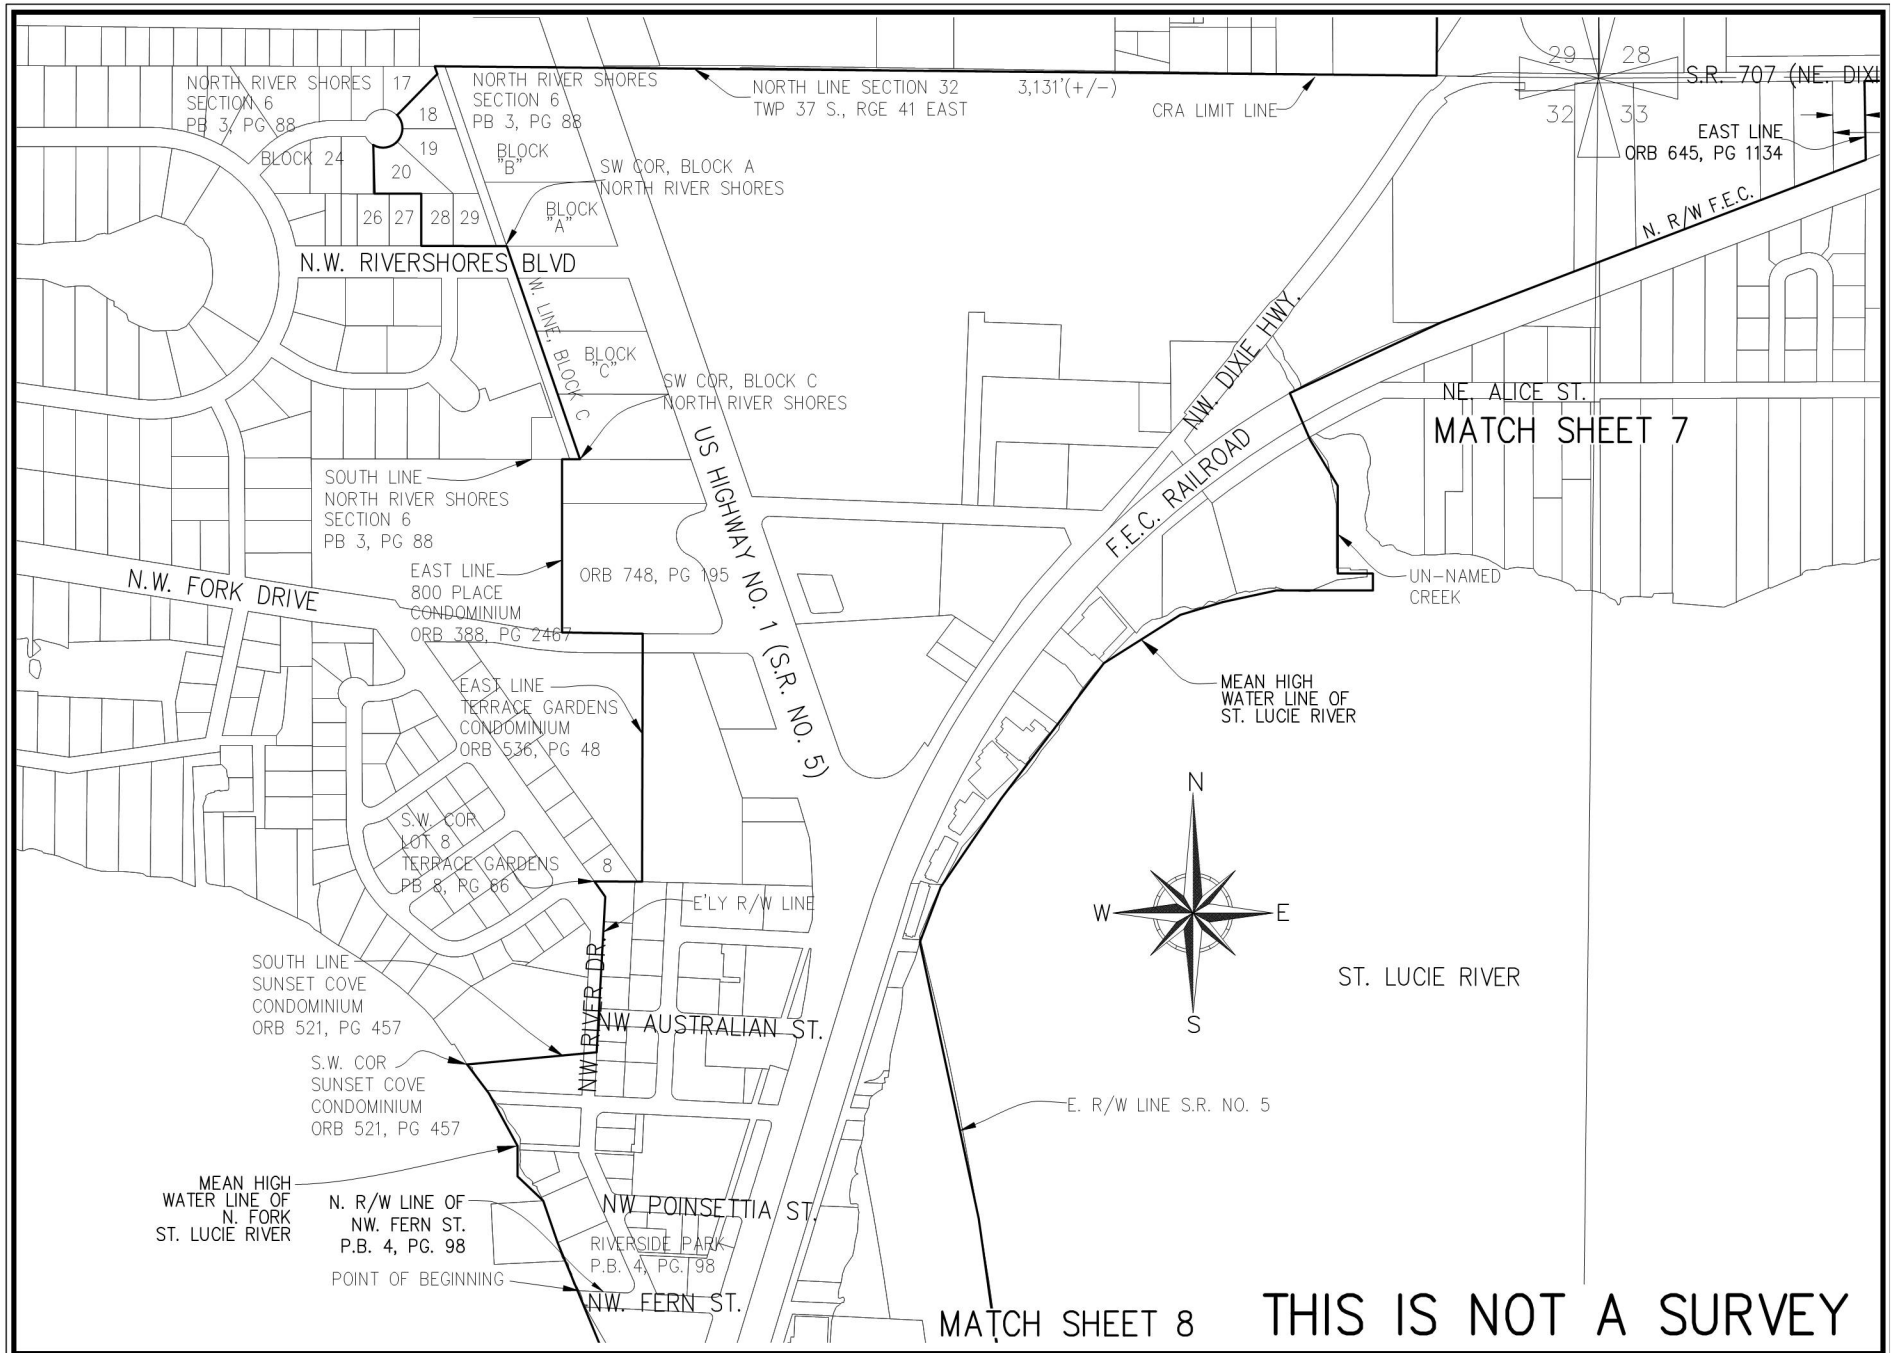 NORTH RIVER SHORES
SECTION 6
PB 3, PG 88
17
18
19
20
BLOCK 24
26
27
28
29
NORTH RIVER SHORES
SECTION 6
PB 3, PG 88
BLOCK
"B"
BLOCK
"A"
SW COR, BLOCK A
NORTH RIVER SHORES
NORTH LINE SECTION 32
TWP 37 S., RGE 41 EAST
3,131'(+/-)
CRA LIMIT LINE
29
28
32
33
S.R. 707 (NE. DIXI
EAST LINE
ORB 645, PG 1134
N. R/W F.E.C.
N.W. RIVERSHORES BLVD
W. LINE, BLOCK C
BLOCK
"C"
SW COR, BLOCK C
NORTH RIVER SHORES
NW. DIXIE HWY.
NE. ALICE ST.
MATCH SHEET 7
US HIGHWAY NO. 1 (S.R. NO. 5)
F.E.C. RAILROAD
SOUTH LINE
NORTH RIVER SHORES
SECTION 6
PB 3, PG 88
N.W. FORK DRIVE
EAST LINE
800 PLACE
CONDOMINIUM
ORB 388, PG 2467
ORB 748, PG 195
UN-NAMED
CREEK
EAST LINE
TERRACE GARDENS
CONDOMINIUM
ORB 536, PG 48
MEAN HIGH
WATER LINE OF
ST. LUCIE RIVER
S.W. COR
LOT 8
TERRACE GARDENS
PB 8, PG 66
8
E'LY R/W LINE
N
W
E
S
ST. LUCIE RIVER
SOUTH LINE
SUNSET COVE
CONDOMINIUM
ORB 521, PG 457
NW RIVER DR.
NW AUSTRALIAN ST.
S.W. COR
SUNSET COVE
CONDOMINIUM
ORB 521, PG 457
E. R/W LINE S.R. NO. 5
MEAN HIGH
WATER LINE OF
N. FORK
ST. LUCIE RIVER
N. R/W LINE OF
NW. FERN ST.
P.B. 4, PG. 98
NW POINSETTIA ST.
RIVERSIDE PARK
P.B. 4, PG. 98
POINT OF BEGINNING
NW. FERN ST.
MATCH SHEET 8
THIS IS NOT A SURVEY